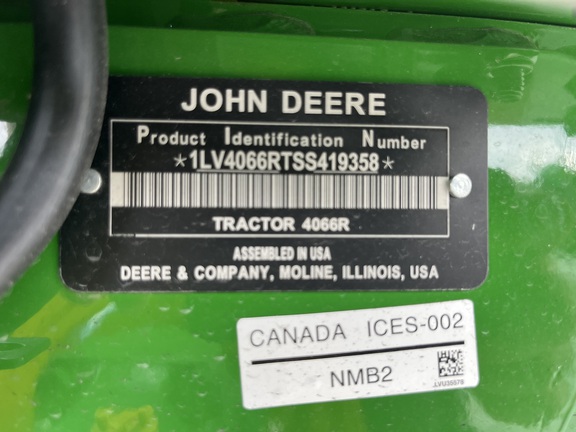 JOHN DEERE
Product Identification Number
*1LV4066RTSS419358*
TRACTOR 4066R
ASSEMBLED IN USA
DEERE & COMPANY, MOLINE, ILLINOIS, USA
CANADA ICES-002
NMB2
LVU35578